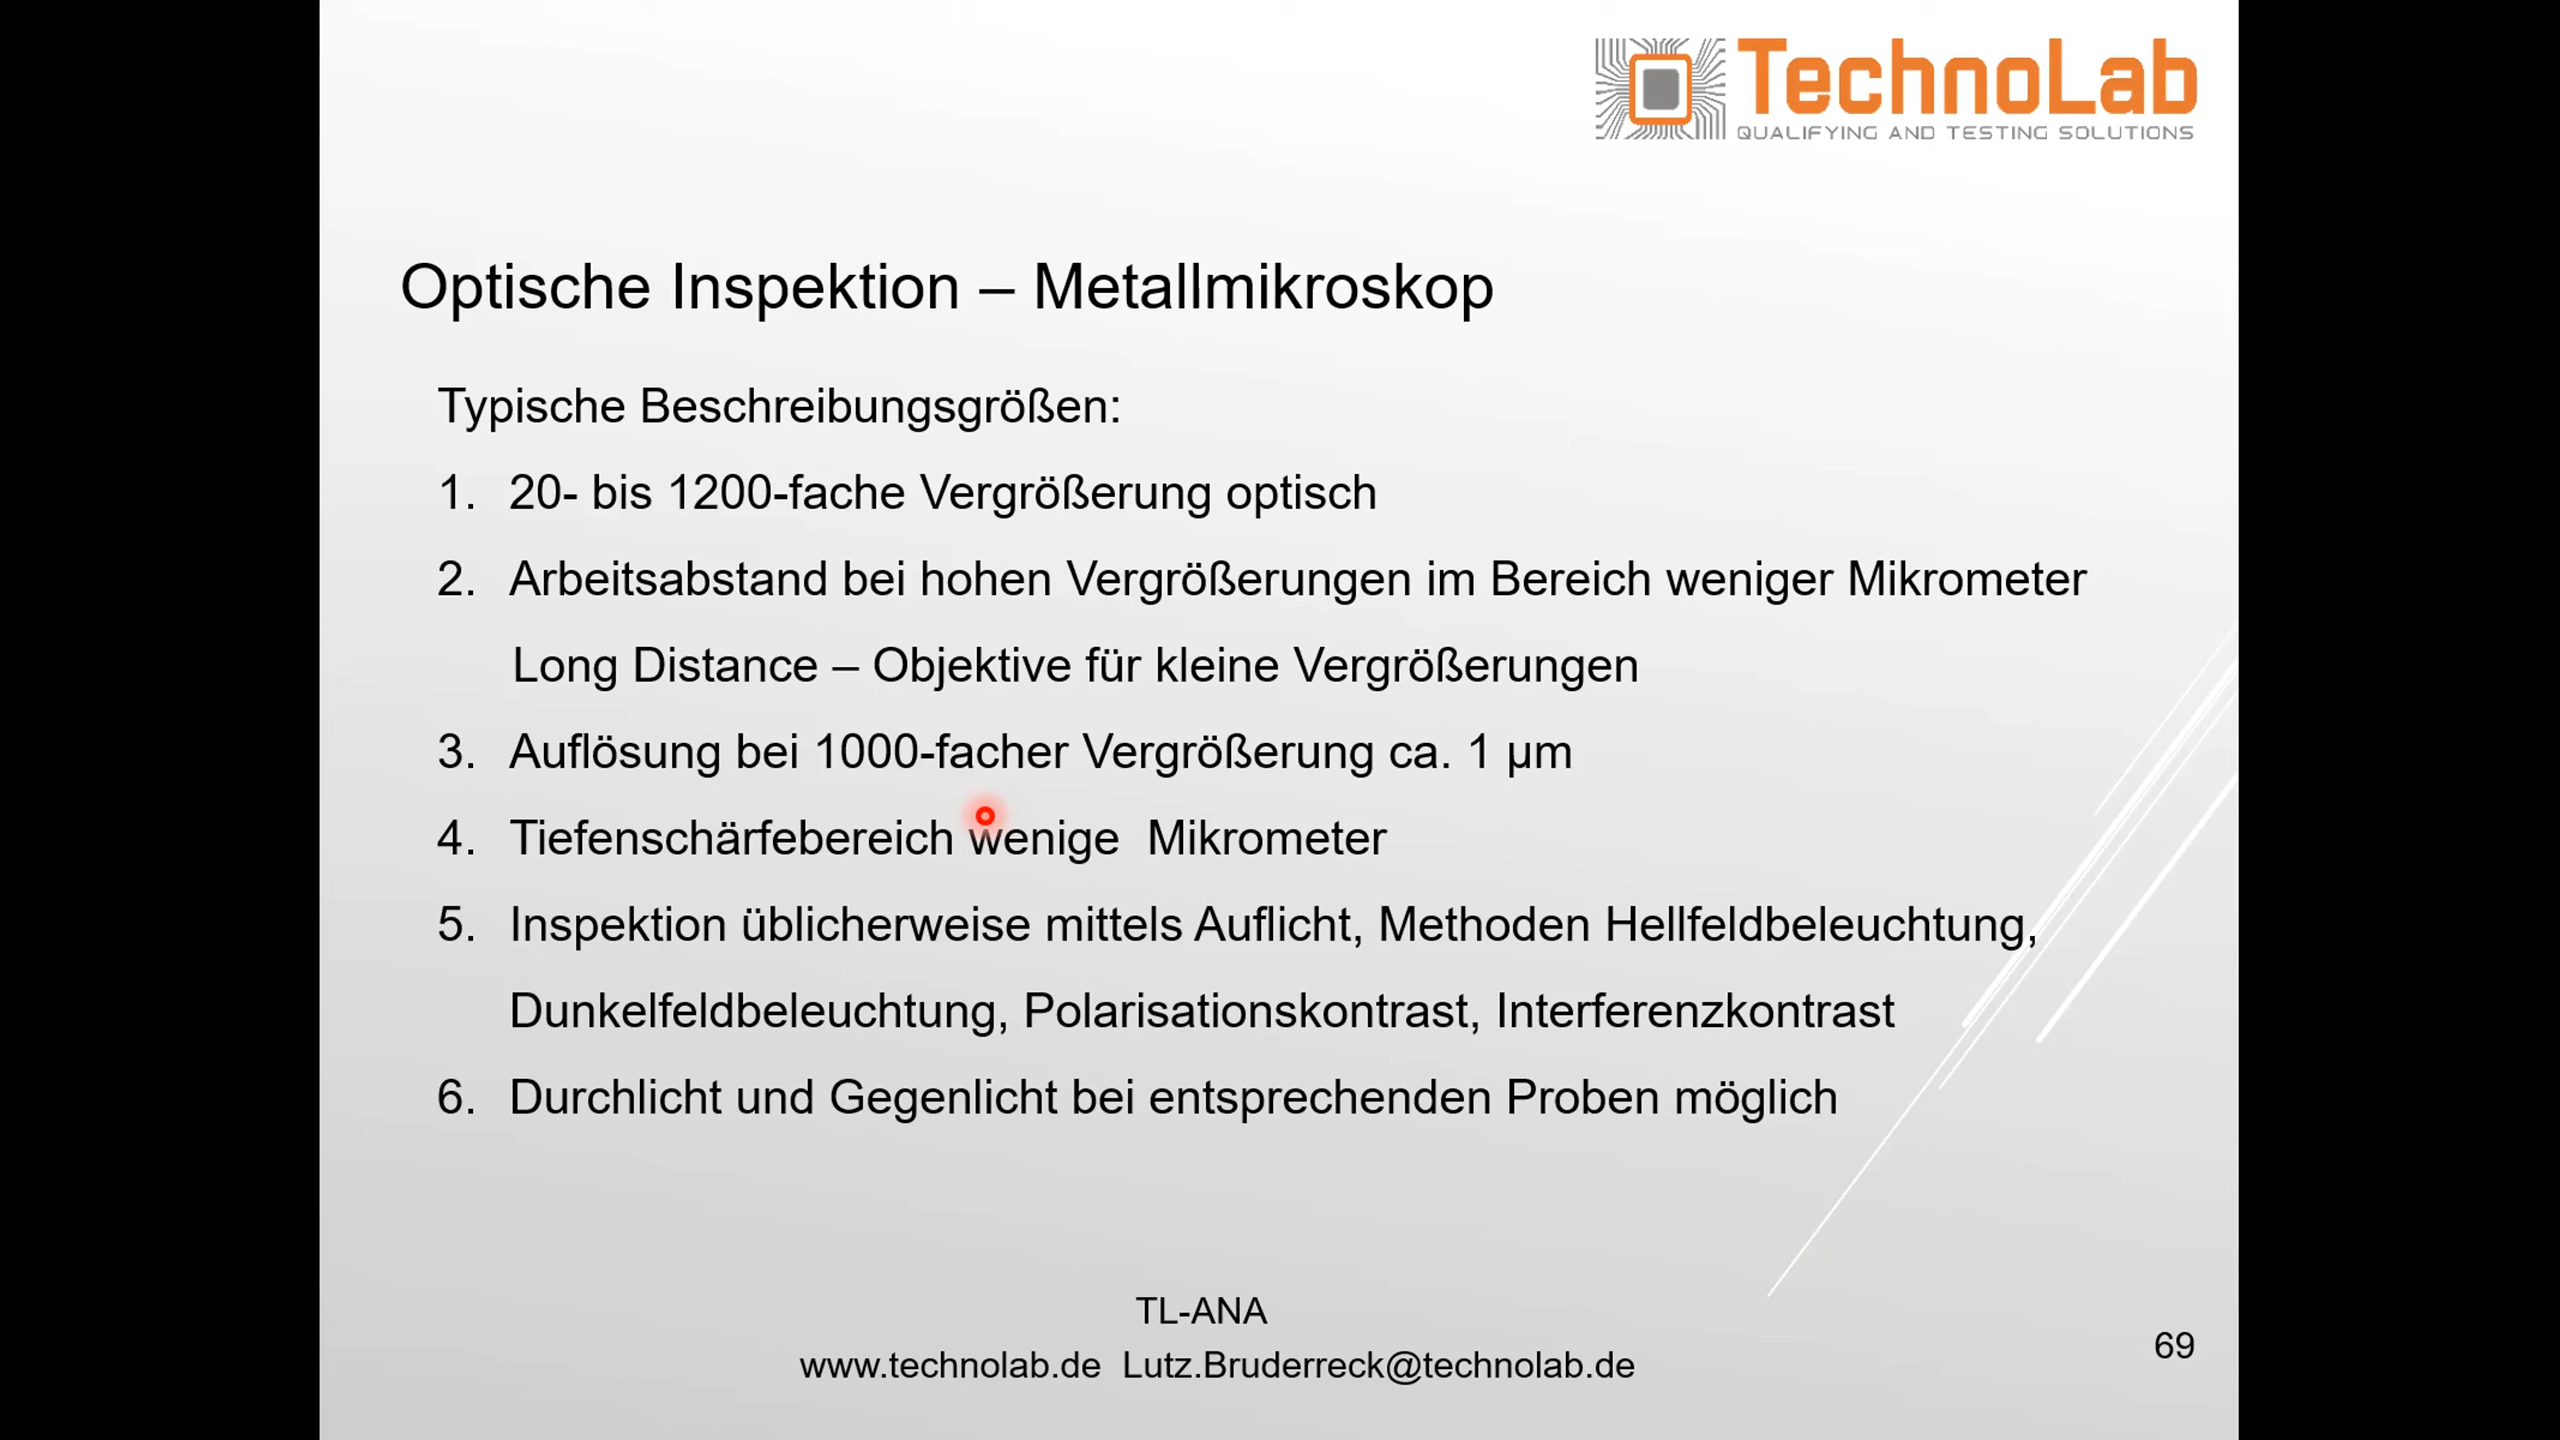 TechnoLab
QUALIFYING AND TESTING SOLUTIONS
Optische Inspektion – Metallmikroskop
Typische Beschreibungsgrößen:
1. 20- bis 1200-fache Vergrößerung optisch
2. Arbeitsabstand bei hohen Vergrößerungen im Bereich weniger Mikrometer
Long Distance – Objektive für kleine Vergrößerungen
3. Auflösung bei 1000-facher Vergrößerung ca. 1 µm
4. Tiefenschärfebereich wenige  Mikrometer
5. Inspektion üblicherweise mittels Auflicht, Methoden Hellfeldbeleuchtung,
Dunkelfeldbeleuchtung, Polarisationskontrast, Interferenzkontrast
6. Durchlicht und Gegenlicht bei entsprechenden Proben möglich
TL-ANA
www.technolab.de  Lutz.Bruderreck@technolab.de
69